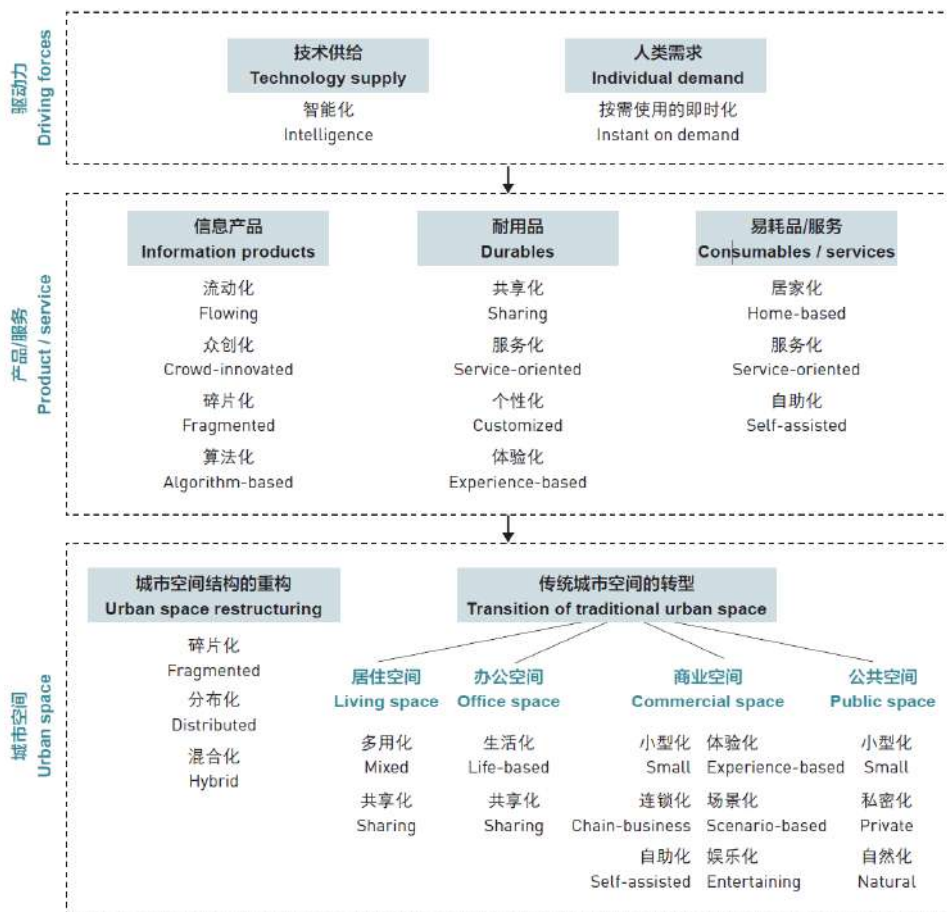 驱动力
Driving forces
技术供给
Technology supply
智能化
Intelligence
人类需求
Individual demand
按需使用的即时化
Instant on demand
产品/服务
Product / service
信息产品
Information products
流动化
Flowing
众创化
Crowd-innovated
碎片化
Fragmented
算法化
Algorithm-based
耐用品
Durables
共享化
Sharing
服务化
Service-oriented
个性化
Customized
体验化
Experience-based
易耗品/服务
Consumables / services
居家化
Home-based
服务化
Service-oriented
自助化
Self-assisted
城市空间
Urban space
城市空间结构的重构
Urban space restructuring
碎片化
Fragmented
分布化
Distributed
混合化
Hybrid
传统城市空间的转型
Transition of traditional urban space
居住空间
Living space
多用化
Mixed
共享化
Sharing
办公空间
Office space
生活化
Life-based
共享化
Sharing
商业空间
Commercial space
小型化
Small
连锁化
Chain-business
自助化
Self-assisted
体验化
Experience-based
场景化
Scenario-based
娱乐化
Entertaining
公共空间
Public space
小型化
Small
私密化
Private
自然化
Natural